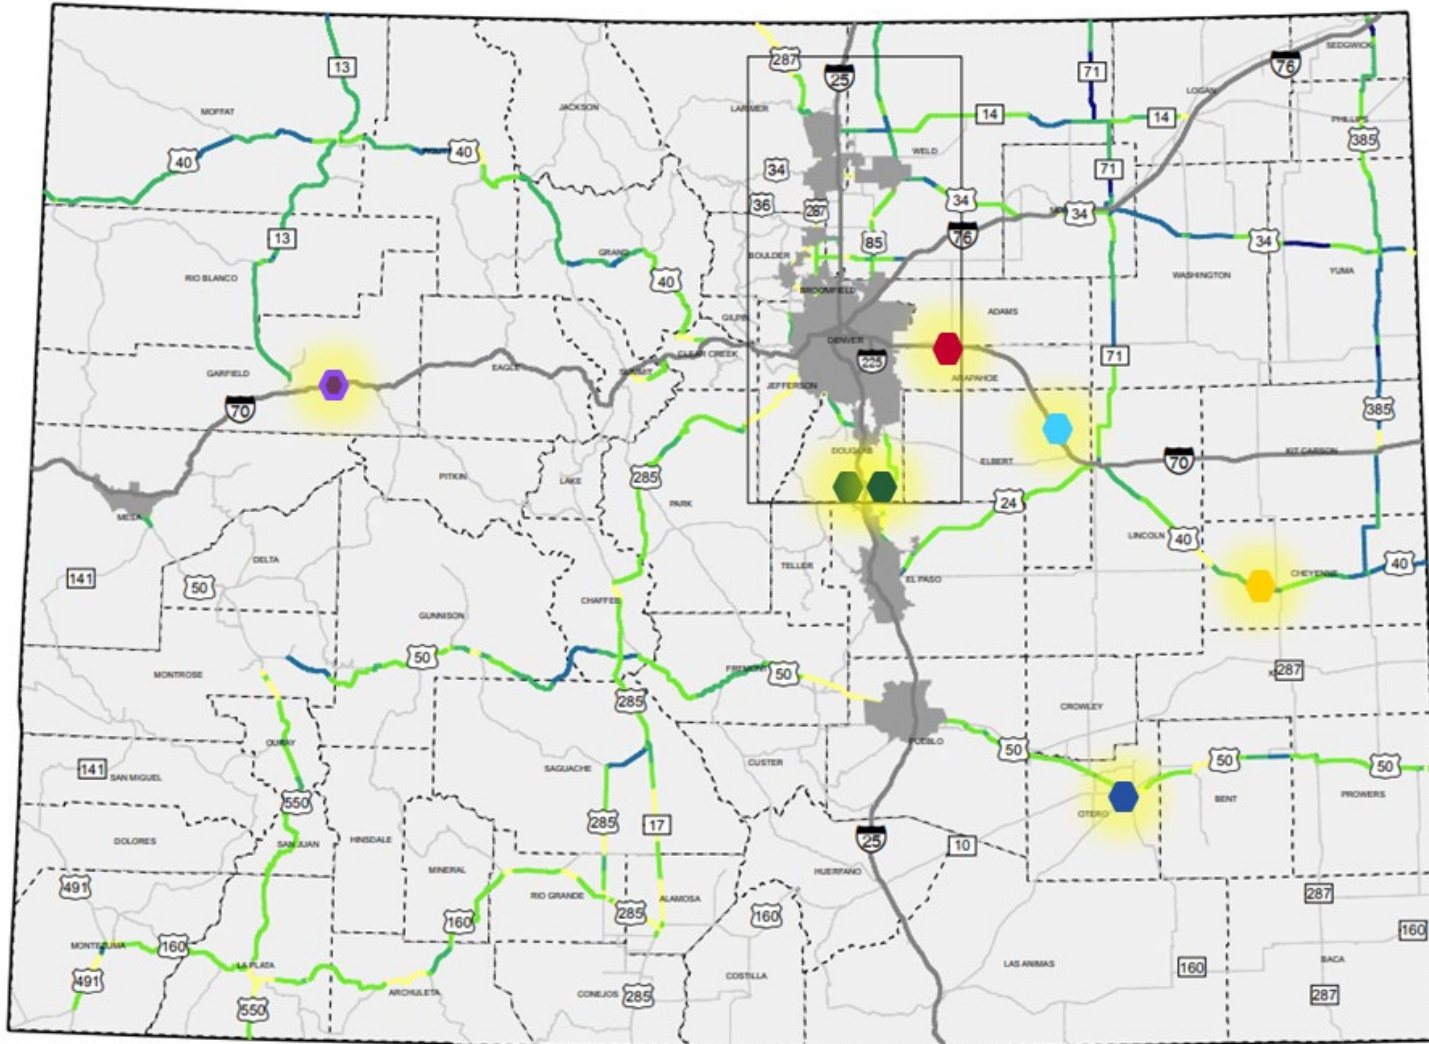 SEDGWICK
287
25
76
13
71
LOGAN
MOFFAT
JACKSON
LARIMER
14
14
PHILLIPS
385
40
40
WELD
34
71
34
36
287
34
34
13
85
76
34
BOULDER
GRAND
RIO BLANCO
WASHINGTON
YUMA
40
BROOMFIELD
GILPIN
ADAMS
DENVER
CLEAR CREEK
225
71
GARFIELD
EAGLE
SUMMIT
JEFFERSON
ARAPAHOE
70
385
DOUGLAS
ELBERT
70
KIT CARSON
PITKIN
285
LAKE
PARK
24
MESA
LINCOLN
40
DELTA
TELLER
CHEYENNE
40
141
50
EL PASO
CHAFFEE
GUNNISON
50
FREMONT
50
287
MONTROSE
285
CROWLEY
OURAY
PUEBLO
50
50
50
141
SAN MIGUEL
SAGUACHE
CUSTER
550
BENT
PROWERS
OTERO
285
17
25
10
DOLORES
SAN JUAN
HINSDALE
MINERAL
HUERFANO
491
RIO GRANDE
ALAMOSA
287
160
285
160
160
MONTEZUMA
160
LA PLATA
LAS ANIMAS
160
BACA
491
ARCHULETA
CONEJOS
285
COSTILLA
287
550